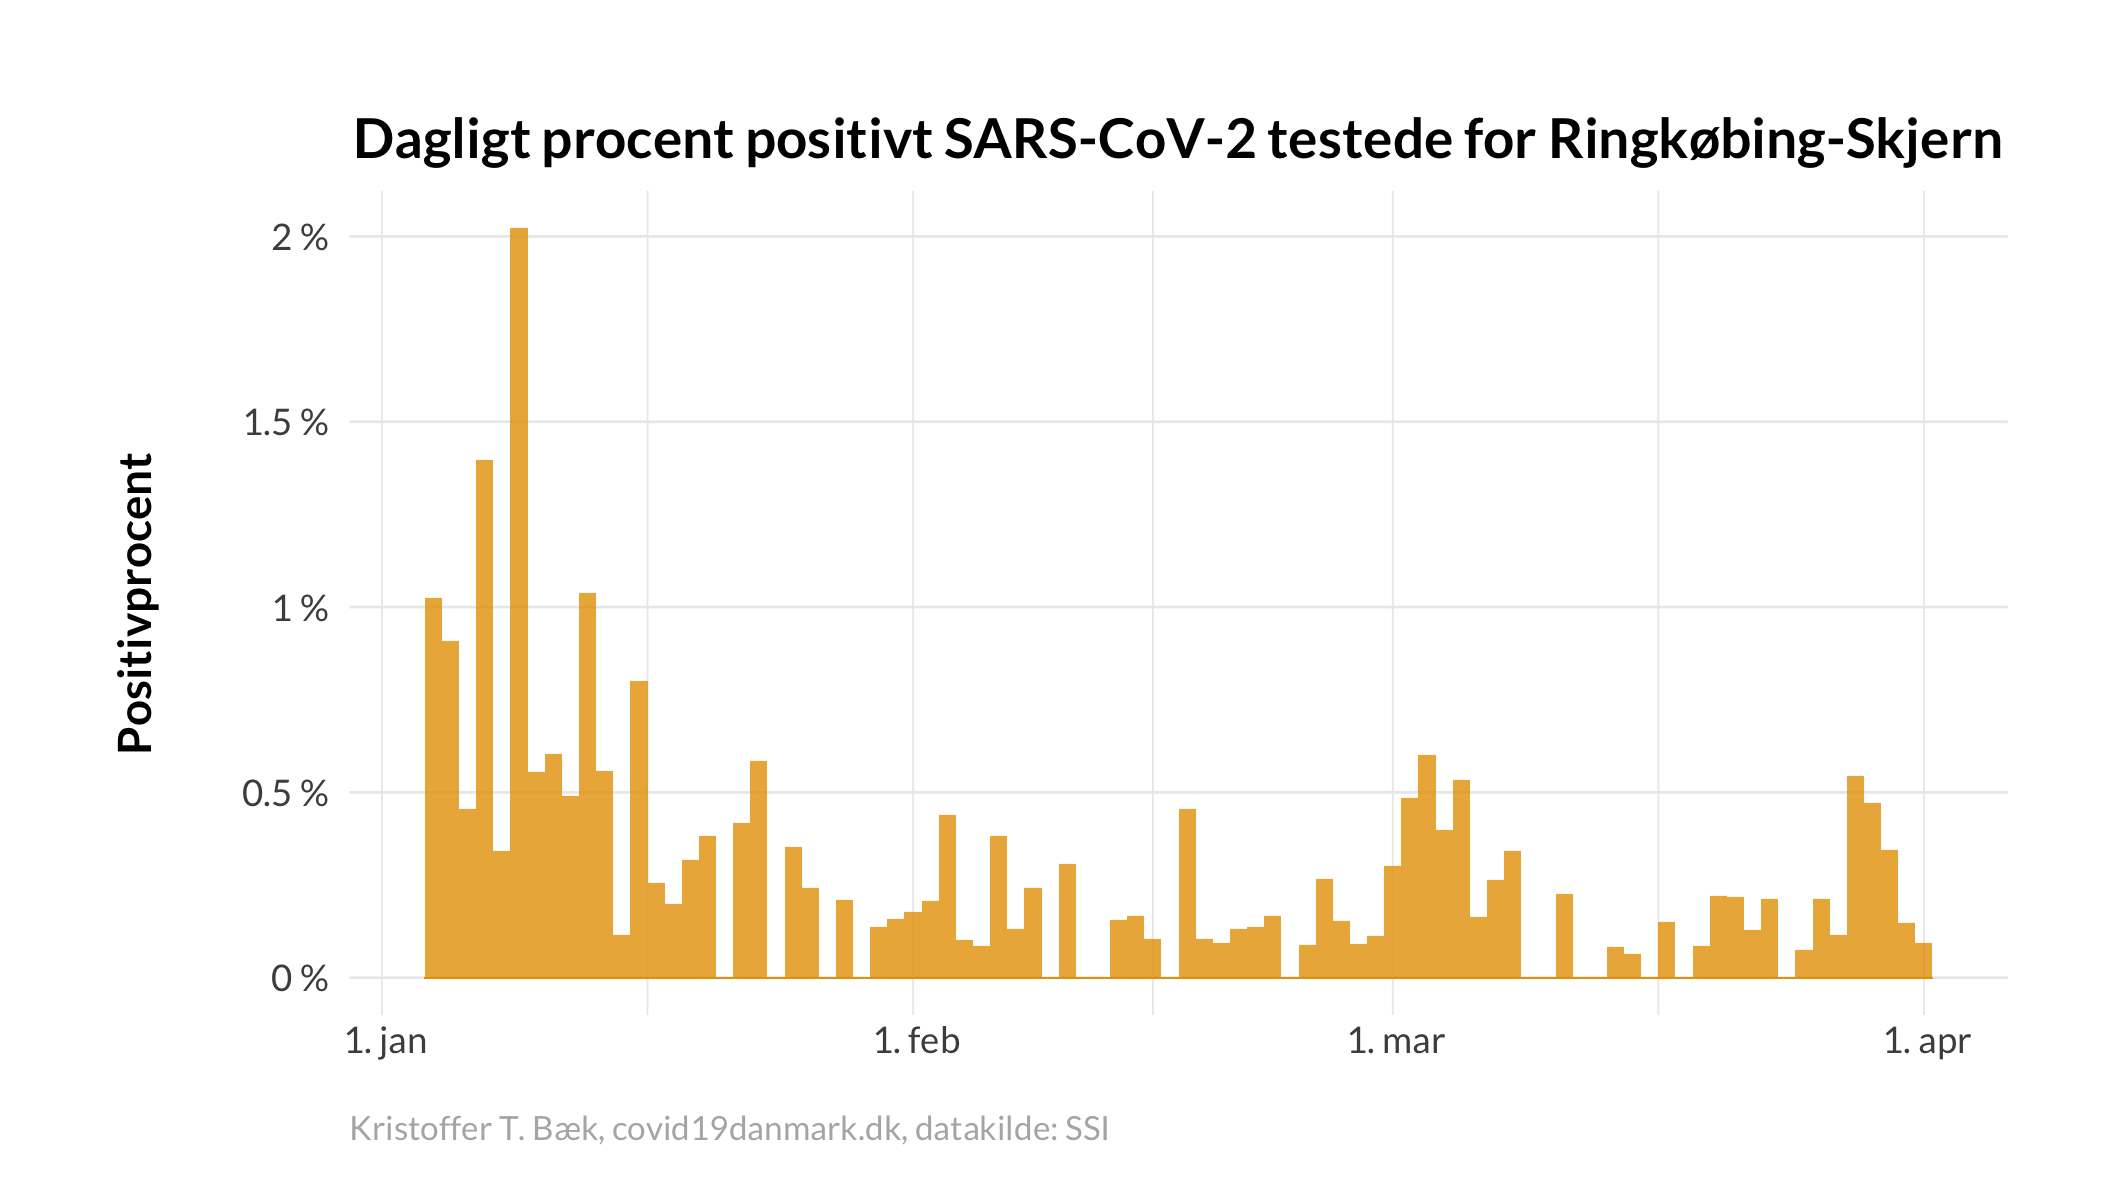 Dagligt procent positivt SARS-CoV-2 testede for Ringkøbing-Skjern
Positivprocent
2 %
1.5 %
1 %
0.5 %
0 %
1. jan
1. feb
1. mar
1. apr
Kristoffer T. Bæk, covid19danmark.dk, datakilde: SSI